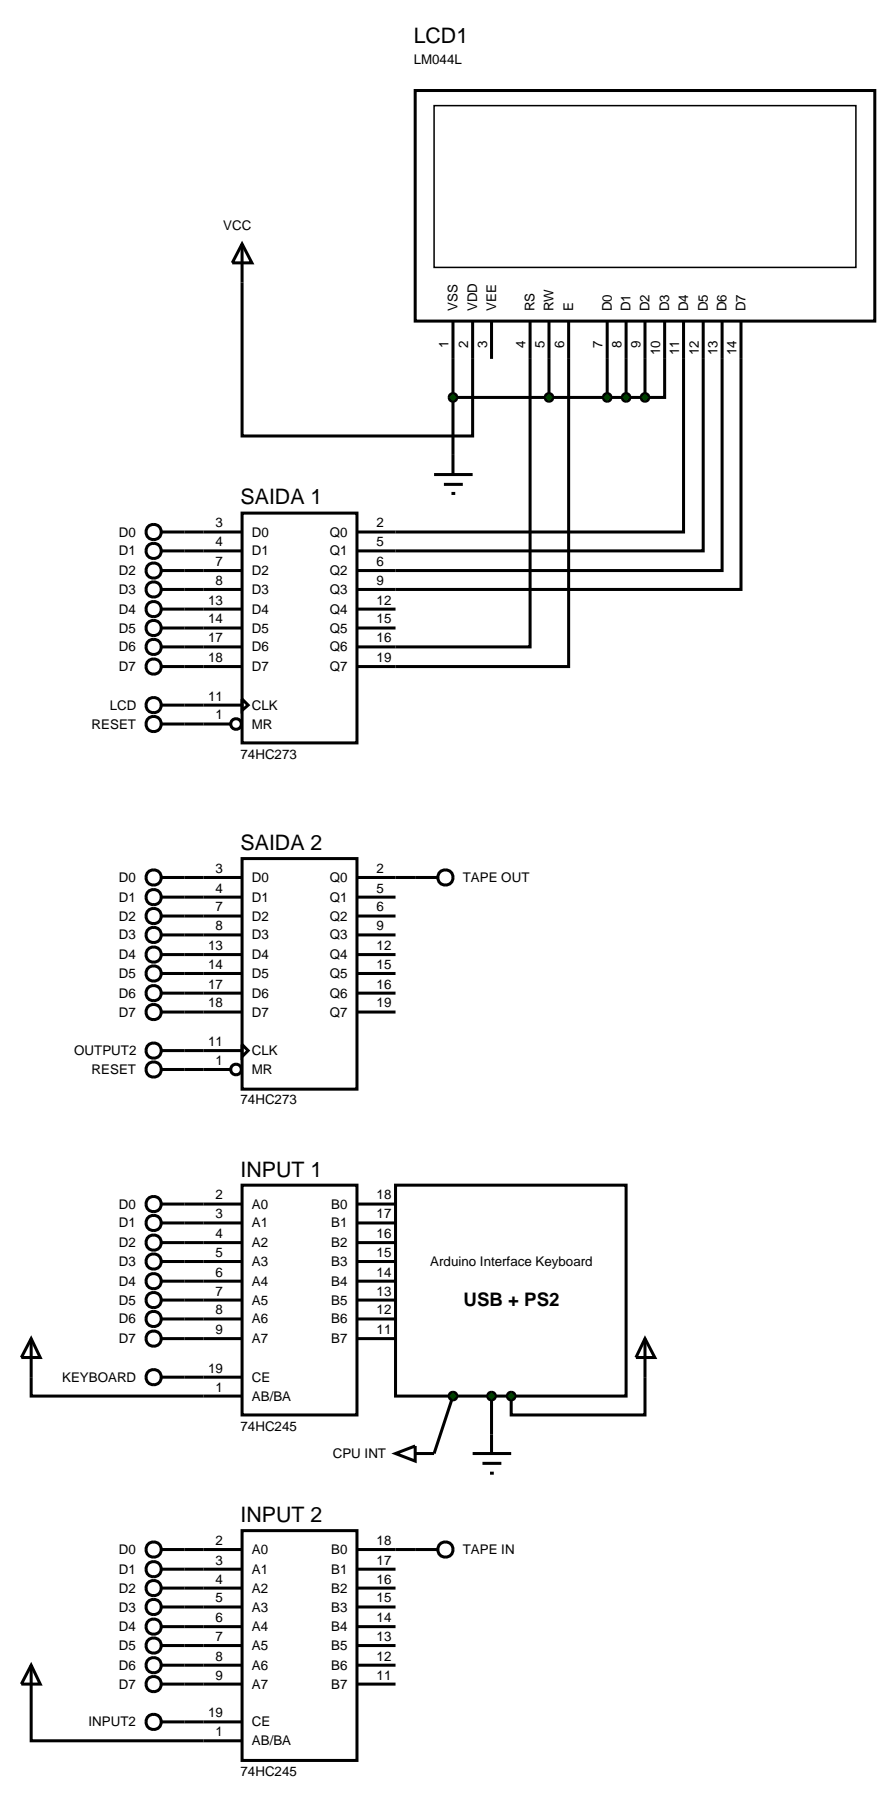 LCD1
LM044L
VCC
VSS VDD VEE RS RW E D0 D1 D2 D3 D4 D5 D6 D7
1 2 3 4 5 6 7 8 9 10 11 12 13 14
SAIDA 1
D0 3 D0 Q0 2
D1 4 D1 Q1 5
D2 7 D2 Q2 6
D3 8 D3 Q3 9
D4 13 D4 Q4 12
D5 14 D5 Q5 15
D6 17 D6 Q6 16
D7 18 D7 Q7 19
LCD 11 CLK
RESET 1 MR
74HC273
SAIDA 2
D0 3 D0 Q0 2 TAPE OUT
D1 4 D1 Q1 5
D2 7 D2 Q2 6
D3 8 D3 Q3 9
D4 13 D4 Q4 12
D5 14 D5 Q5 15
D6 17 D6 Q6 16
D7 18 D7 Q7 19
OUTPUT2 11 CLK
RESET 1 MR
74HC273
INPUT 1
D0 2 A0 B0 18
D1 3 A1 B1 17
D2 4 A2 B2 16
D3 5 A3 B3 15 Arduino Interface Keyboard
D4 6 A4 B4 14
D5 7 A5 B5 13 USB + PS2
D6 8 A6 B6 12
D7 9 A7 B7 11
KEYBOARD 19 CE
1 AB/BA
74HC245
CPU INT
INPUT 2
D0 2 A0 B0 18 TAPE IN
D1 3 A1 B1 17
D2 4 A2 B2 16
D3 5 A3 B3 15
D4 6 A4 B4 14
D5 7 A5 B5 13
D6 8 A6 B6 12
D7 9 A7 B7 11
INPUT2 19 CE
1 AB/BA
74HC245